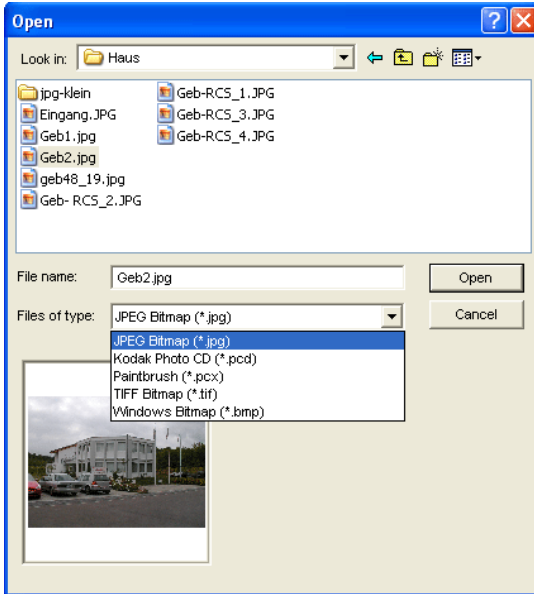 Open
Look in: Haus
jpg-klein
Eingang.JPG
Geb1.jpg
Geb2.jpg
geb48_19.jpg
Geb- RCS_2.JPG
Geb-RCS_1.JPG
Geb-RCS_3.JPG
Geb-RCS_4.JPG
File name: Geb2.jpg
Open
Files of type: JPEG Bitmap (*.jpg)
Cancel
JPEG Bitmap (*.jpg)
Kodak Photo CD (*.pcd)
Paintbrush (*.pcx)
TIFF Bitmap (*.tif)
Windows Bitmap (*.bmp)